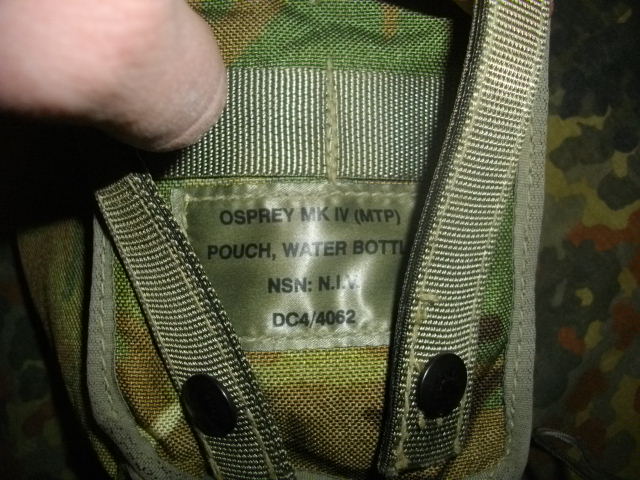 OSPREY MK IV (MTP)
POUCH, WATER BOTTL
NSN: N.I.V.
DC4/4062